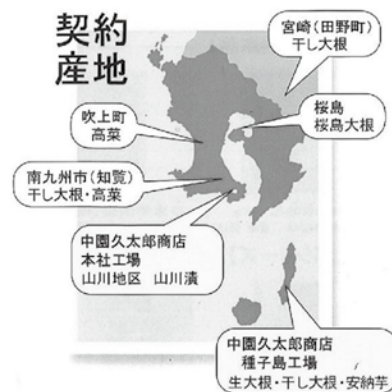 契約
産地
宮崎(田野町)
干し大根
吹上町
高菜
桜島
桜島大根
南九州市(知覧)
干し大根・高菜
中園久太郎商店
本社工場
山川地区 山川漬
中園久太郎商店
種子島工場
生大根・干し大根・安納芋